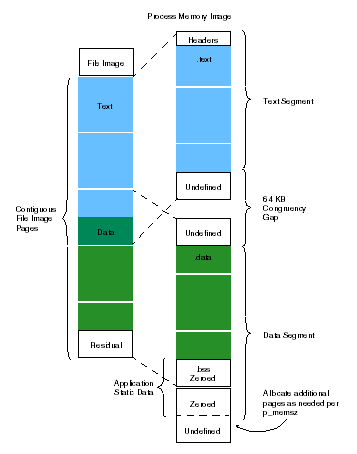 Process Memory Image
Headers
File Image
.text
Text
Text Segment
Undefined
Contiguous
File Image
Pages
64 KB
Congruency
Gap
Data
Undefined
.data
Data Segment
Residual
.bss
Zeroed
Application
Static Data
Zeroed
Undefined
Allocate additional
pages as needed per
p_memsz